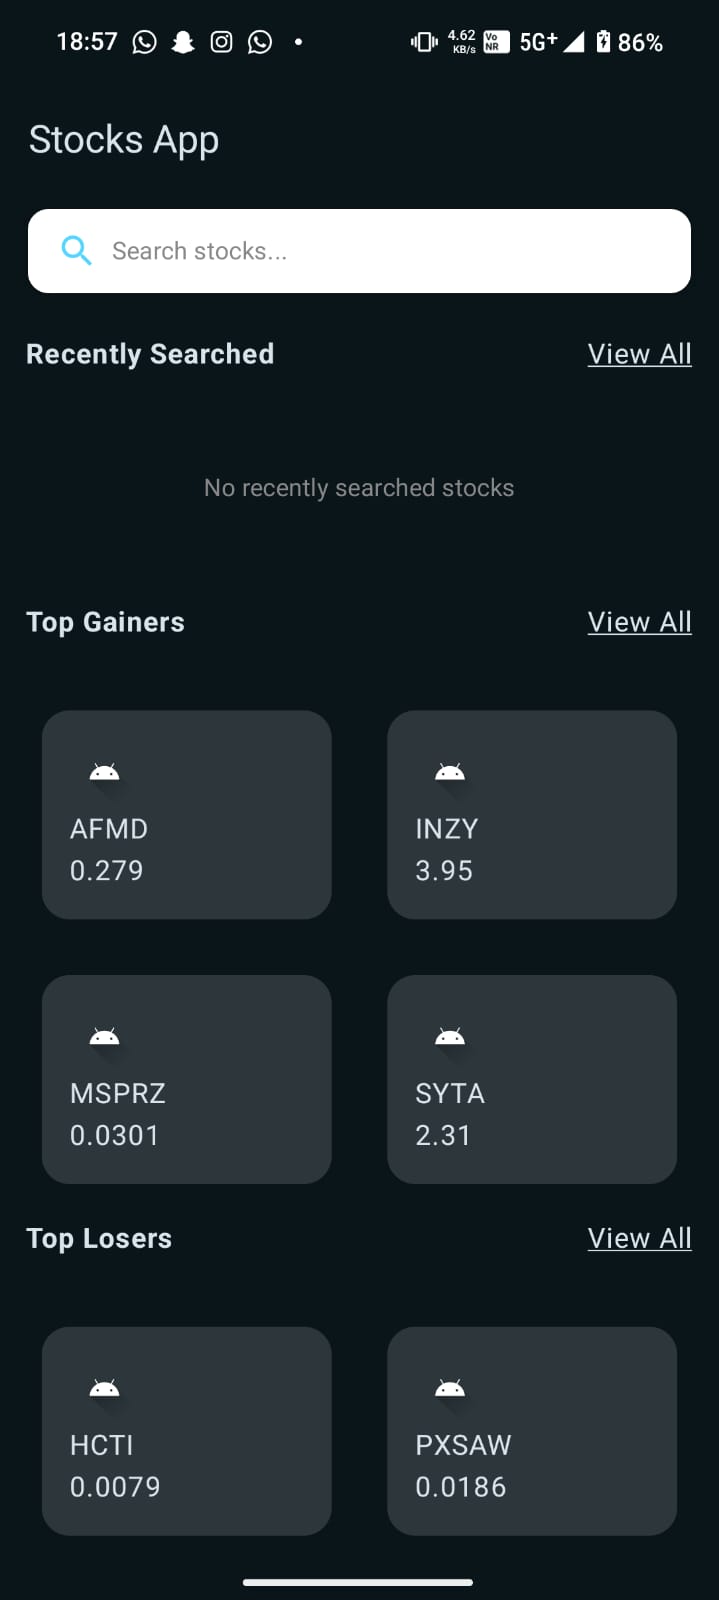 18:57 4.62 KB/s Vo NR 5G+ 86%
Stocks App
Search stocks...
Recently Searched View All
No recently searched stocks
Top Gainers View All
AFMD INZY
0.279 3.95
MSPRZ SYTA
0.0301 2.31
Top Losers View All
HCTI PXSAW
0.0079 0.0186